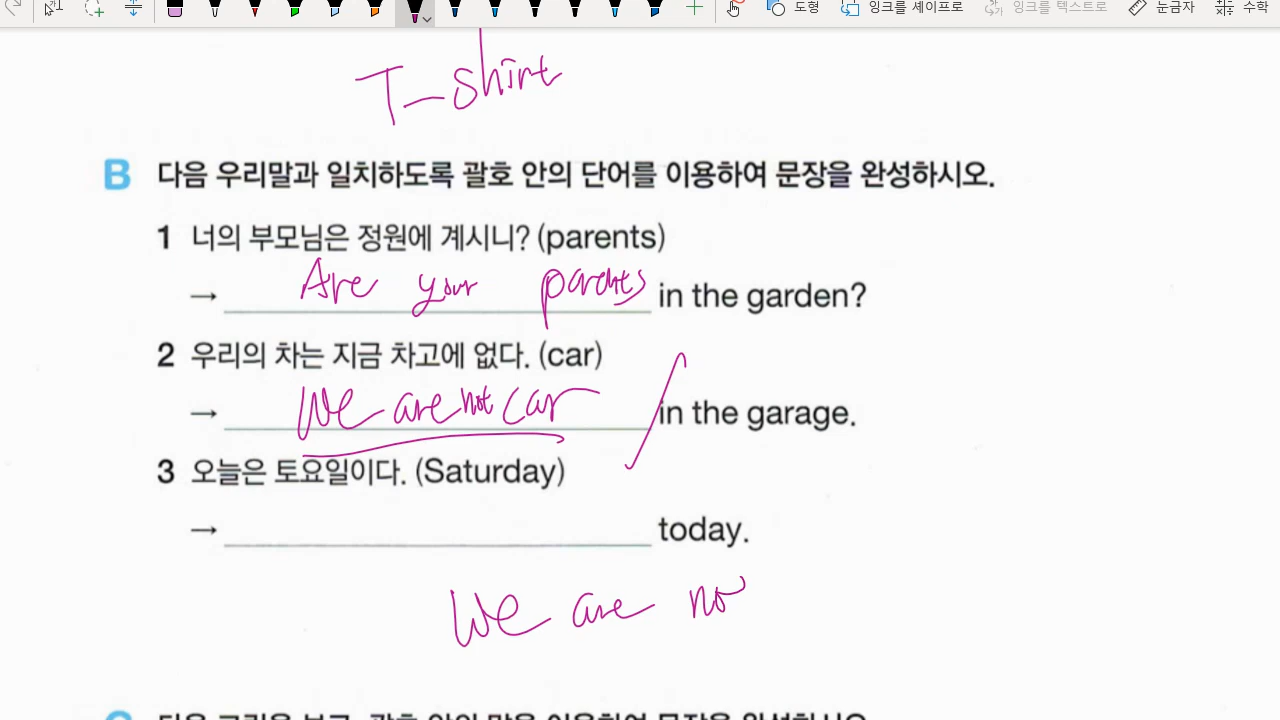 도형 잉크를 셰이프로 잉크를 텍스트로 눈금자 수학
T-shirt
B 다음 우리말과 일치하도록 괄호 안의 단어를 이용하여 문장을 완성하시오.
1 너의 부모님은 정원에 계시니? (parents)
→ Are your parents in the garden?
2 우리의 차는 지금 차고에 없다. (car)
→ We are not car in the garage.
3 오늘은 토요일이다. (Saturday)
→ today.
We are no